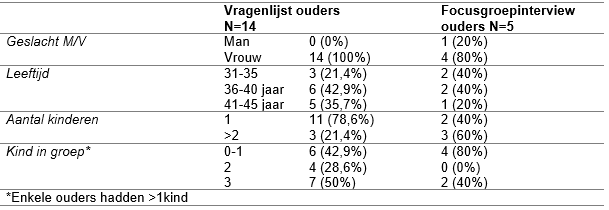 Vragenlijst ouders Focusgroepinterview
N=14 ouders N=5
Geslacht M/V Man 0 (0%) 1 (20%)
Vrouw 14 (100%) 4 (80%)
Leeftijd 31-35 3 (21,4%) 2 (40%)
36-40 jaar 6 (42,9%) 2 (40%)
41-45 jaar 5 (35,7%) 1 (20%)
Aantal kinderen 1 11 (78,6%) 2 (40%)
>2 3 (21,4%) 3 (60%)
Kind in groep* 0-1 6 (42,9%) 4 (80%)
2 4 (28,6%) 0 (0%)
3 7 (50%) 2 (40%)
*Enkele ouders hadden >1kind